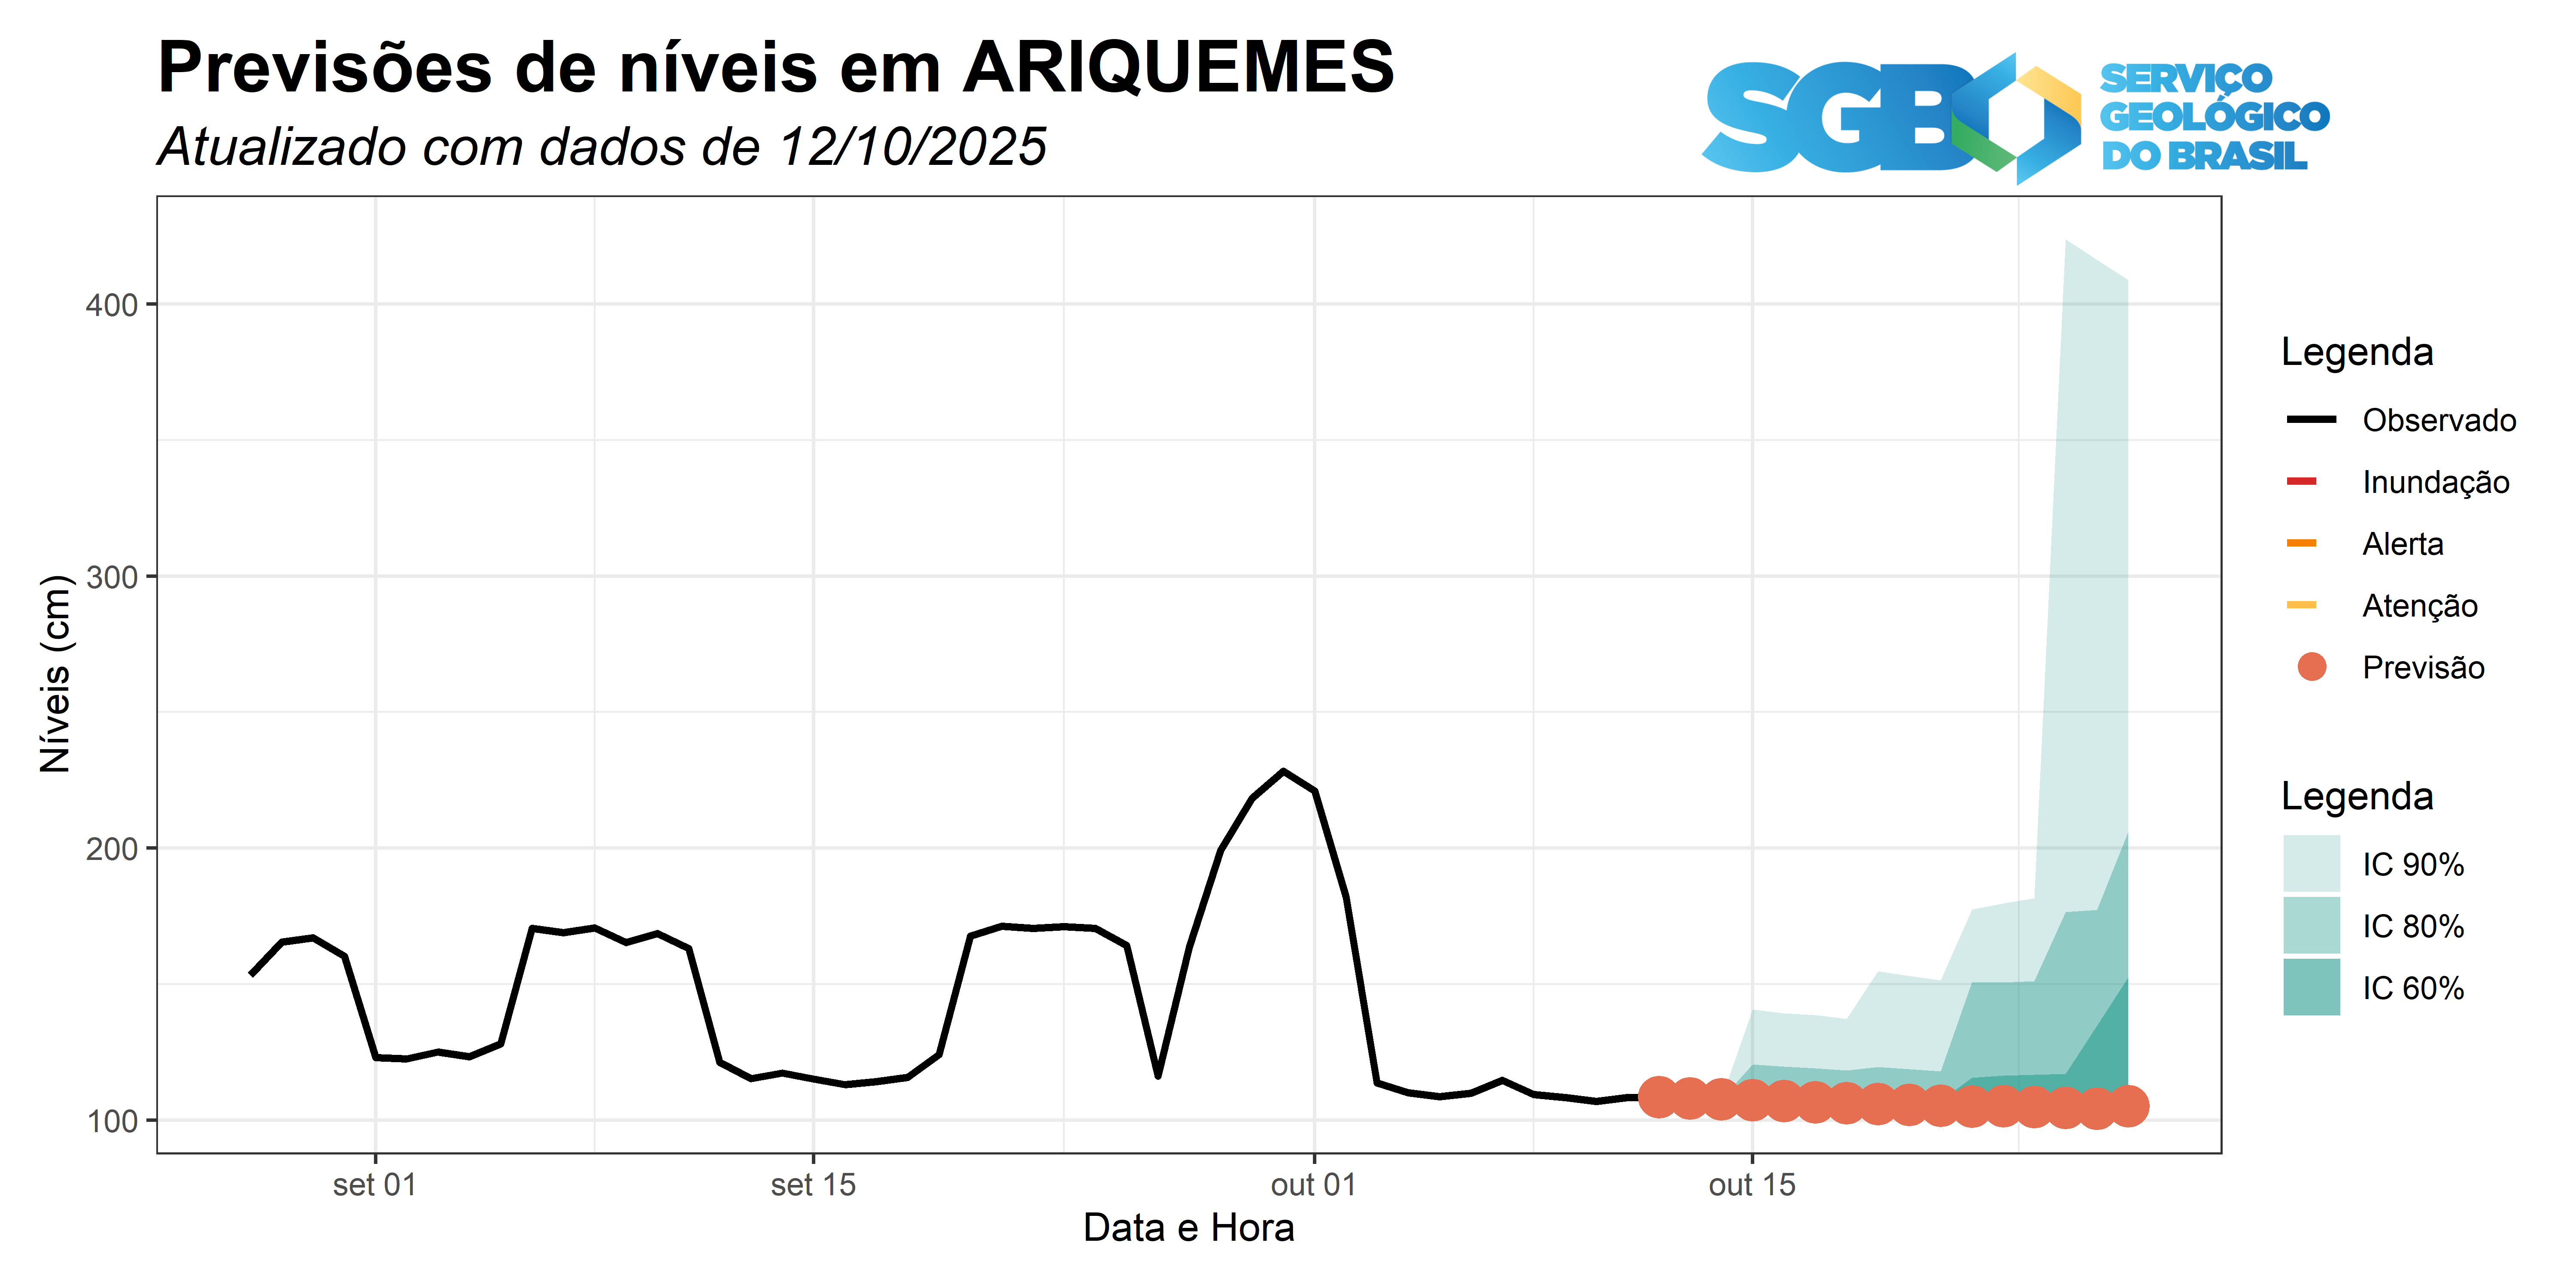 Previsões de níveis em ARIQUEMES
Atualizado com dados de 12/10/2025
SGB
SERVIÇO
GEOLÓGICO
DO BRASIL
Níveis (cm)
400
300
200
100
set 01
set 15
out 01
out 15
Data e Hora
Legenda
Observado
Inundação
Alerta
Atenção
Previsão
Legenda
IC 90%
IC 80%
IC 60%